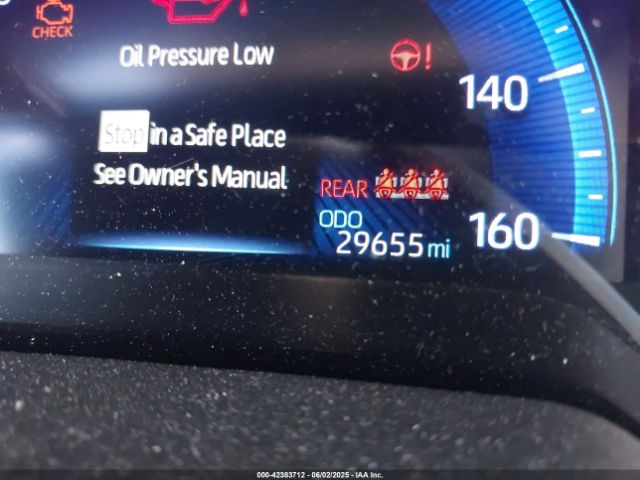 CHECK
Oil Pressure Low
!
140
Stop in a Safe Place
See Owner's Manual
REAR
ODO
160
29655 mi
000-42383712 - 06/02/2025 - IAA Inc.